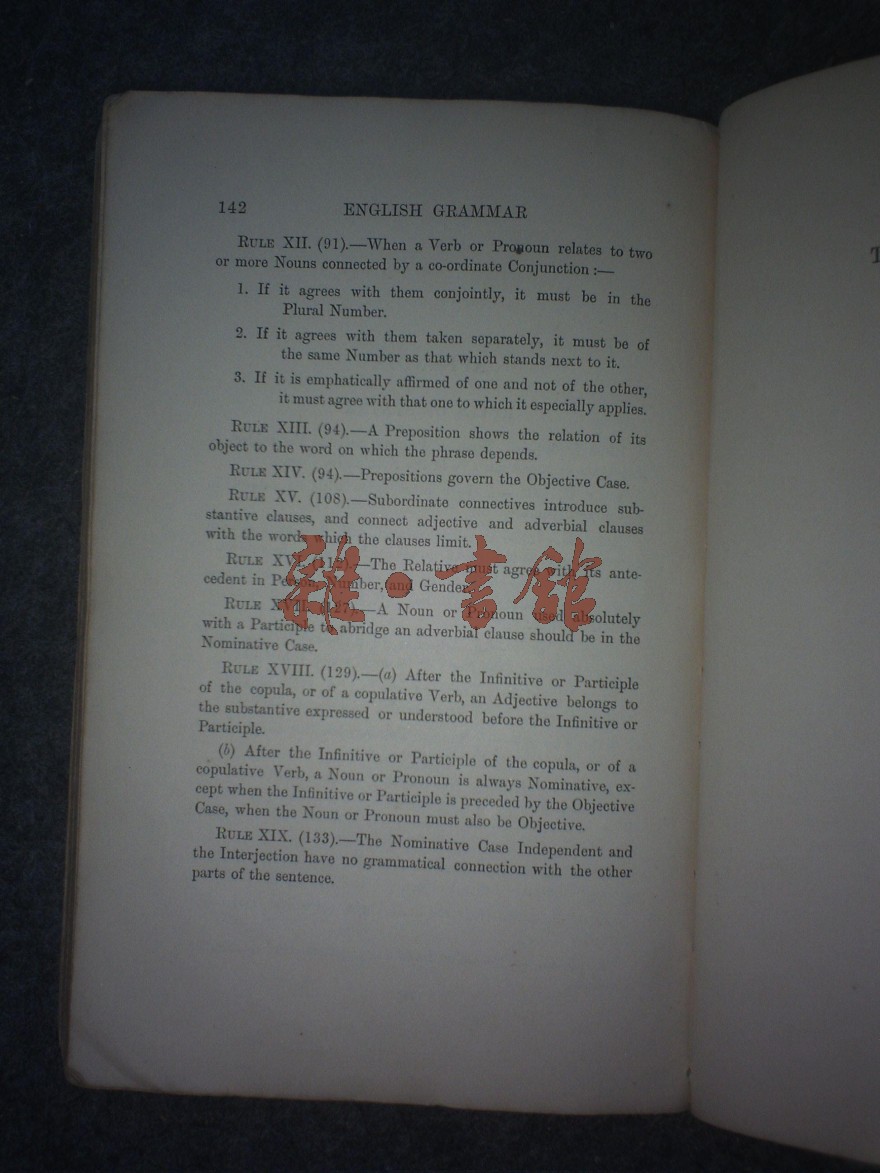 142 ENGLISH GRAMMAR
RULE XII. (91).—When a Verb or Pronoun relates to two
or more Nouns connected by a co-ordinate Conjunction :—
1. If it agrees with them conjointly, it must be in the
Plural Number.
2. If it agrees with them taken separately, it must be of
the same Number as that which stands next to it.
3. If it is emphatically affirmed of one and not of the other,
it must agree with that one to which it especially applies.
RULE XIII. (94).—A Preposition shows the relation of its
object to the word on which the phrase depends.
RULE XIV. (94).—Prepositions govern the Objective Case.
RULE XV. (108).—Subordinate connectives introduce sub-
stantive clauses, and connect adjective and adverbial clauses
with the words which the clauses limit.
RULE XVI. (112).—The Relative must agree with its ante-
cedent in Person, Number, and Gender.
RULE XVII. (127).—A Noun or Pronoun used absolutely
with a Participle to abridge an adverbial clause should be in the
Nominative Case.
RULE XVIII. (129).—(a) After the Infinitive or Participle
of the copula, or of a copulative Verb, an Adjective belongs to
the substantive expressed or understood before the Infinitive or
Participle.
(b) After the Infinitive or Participle of the copula, or of a
copulative Verb, a Noun or Pronoun is always Nominative, ex-
cept when the Infinitive or Participle is preceded by the Objective
Case, when the Noun or Pronoun must also be Objective.
RULE XIX. (133).—The Nominative Case Independent and
the Interjection have no grammatical connection with the other
parts of the sentence.
雜·書館
T